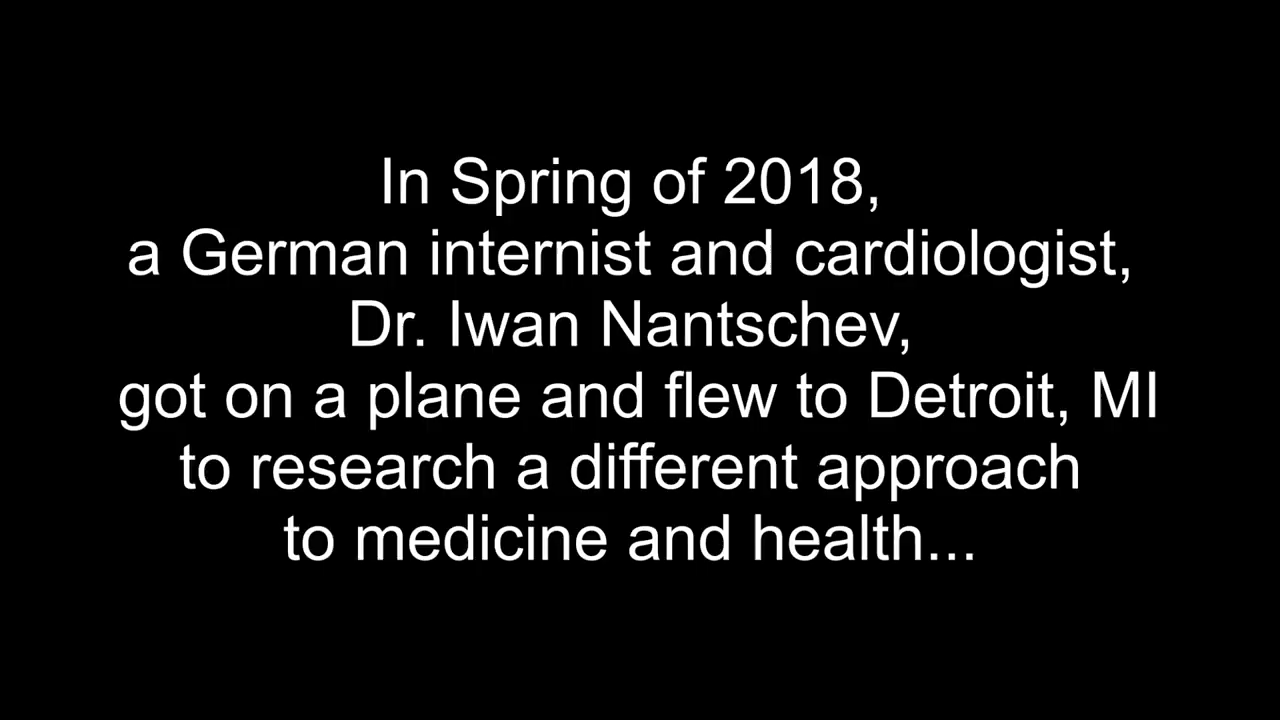 In Spring of 2018,
a German internist and cardiologist,
Dr. Iwan Nantschev,
got on a plane and flew to Detroit, MI
to research a different approach
to medicine and health...